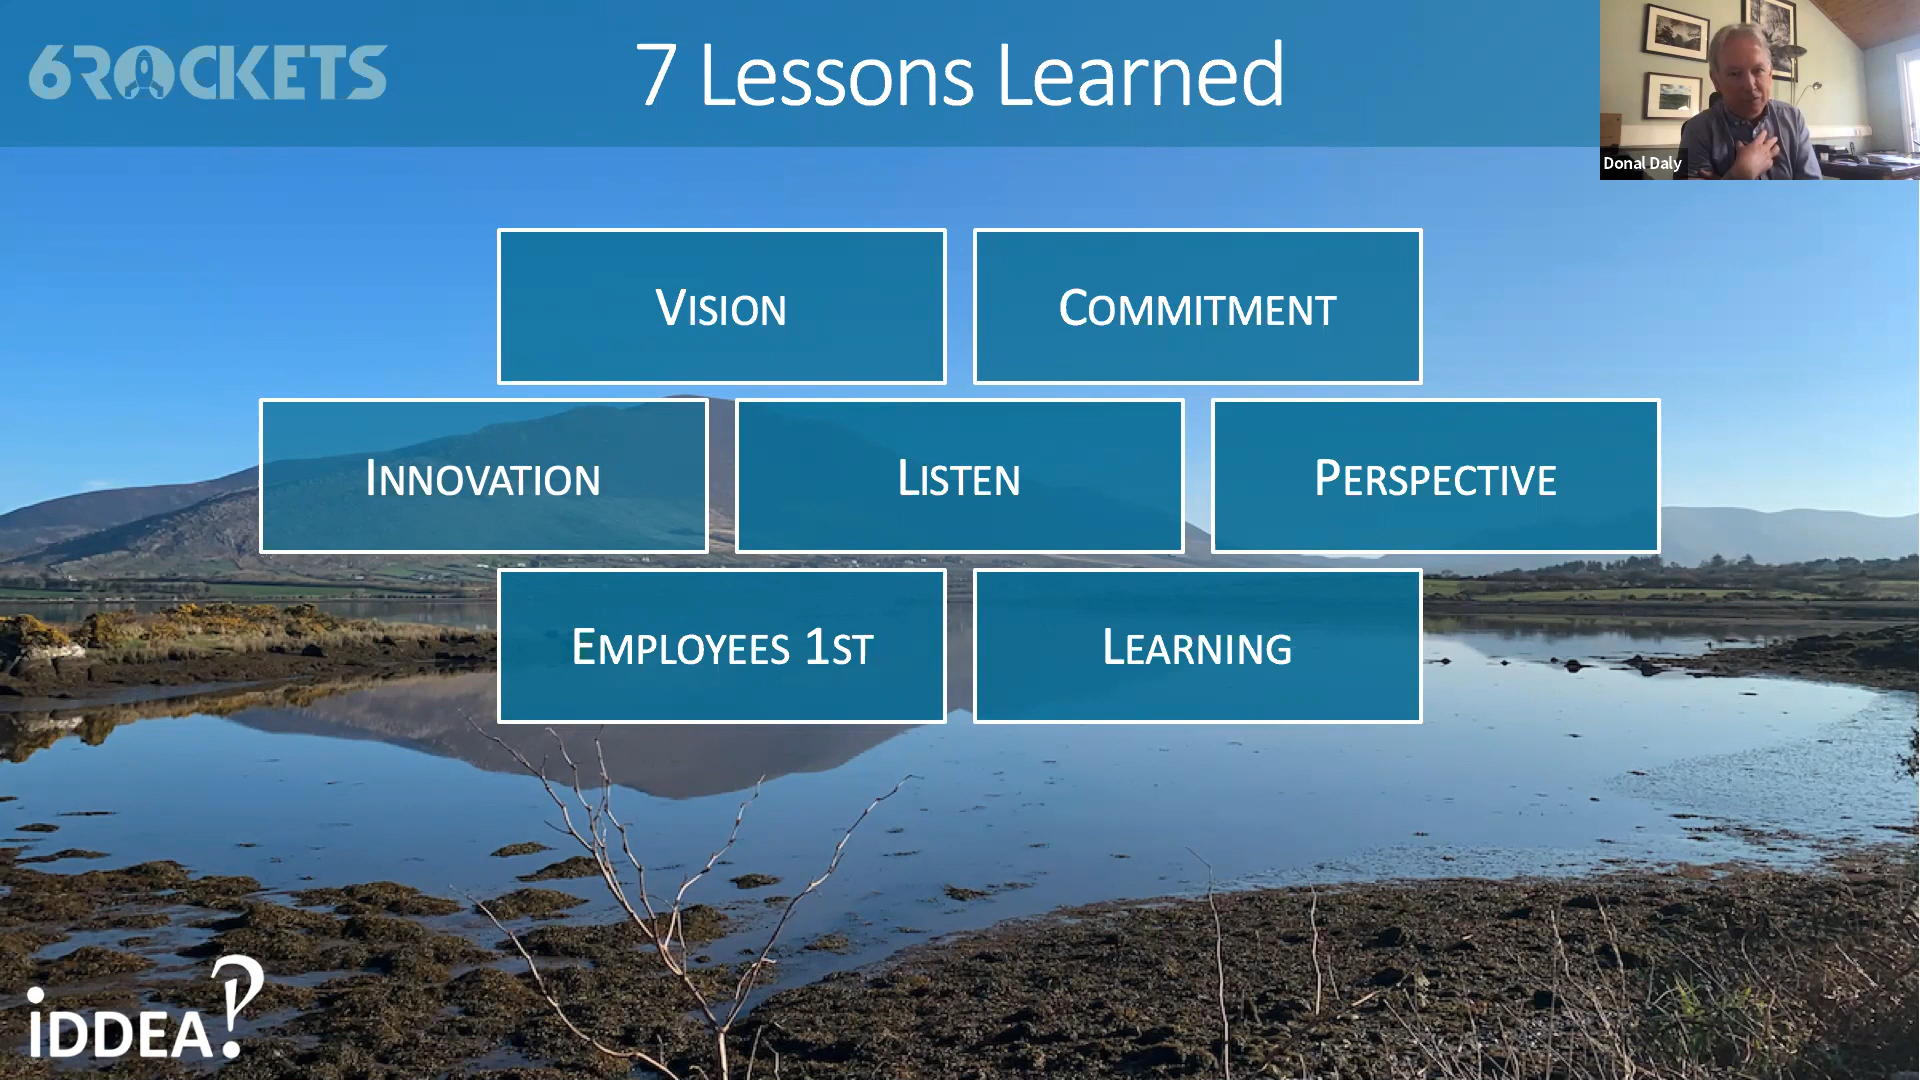 6ROCKETS
7 Lessons Learned
Donal Daly
VISION
COMMITMENT
INNOVATION
LISTEN
PERSPECTIVE
EMPLOYEES 1ST
LEARNING
iDDEA?